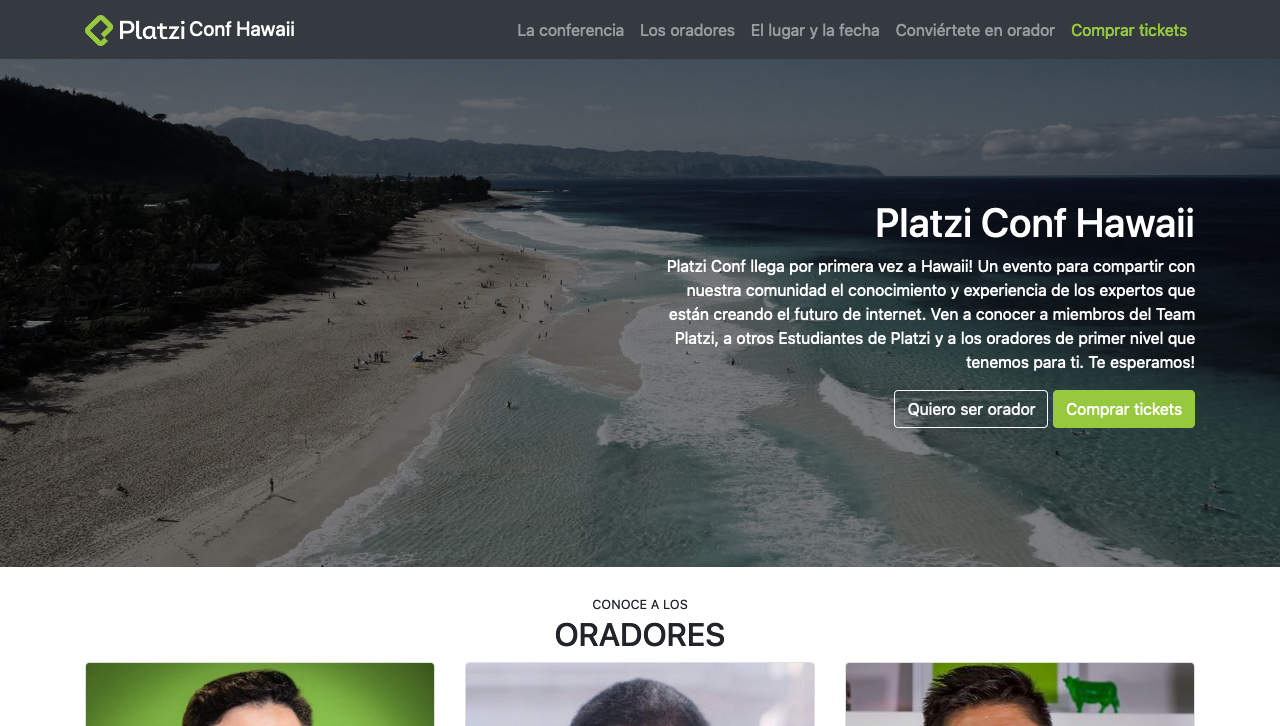 Platzi Conf Hawaii
La conferencia
Los oradores
El lugar y la fecha
Conviértete en orador
Comprar tickets
Platzi Conf Hawaii
Platzi Conf llega por primera vez a Hawaii! Un evento para compartir con
nuestra comunidad el conocimiento y experiencia de los expertos que
están creando el futuro de internet. Ven a conocer a miembros del Team
Platzi, a otros Estudiantes de Platzi y a los oradores de primer nivel que
tenemos para ti. Te esperamos!
Quiero ser orador
Comprar tickets
CONOCE A LOS
ORADORES